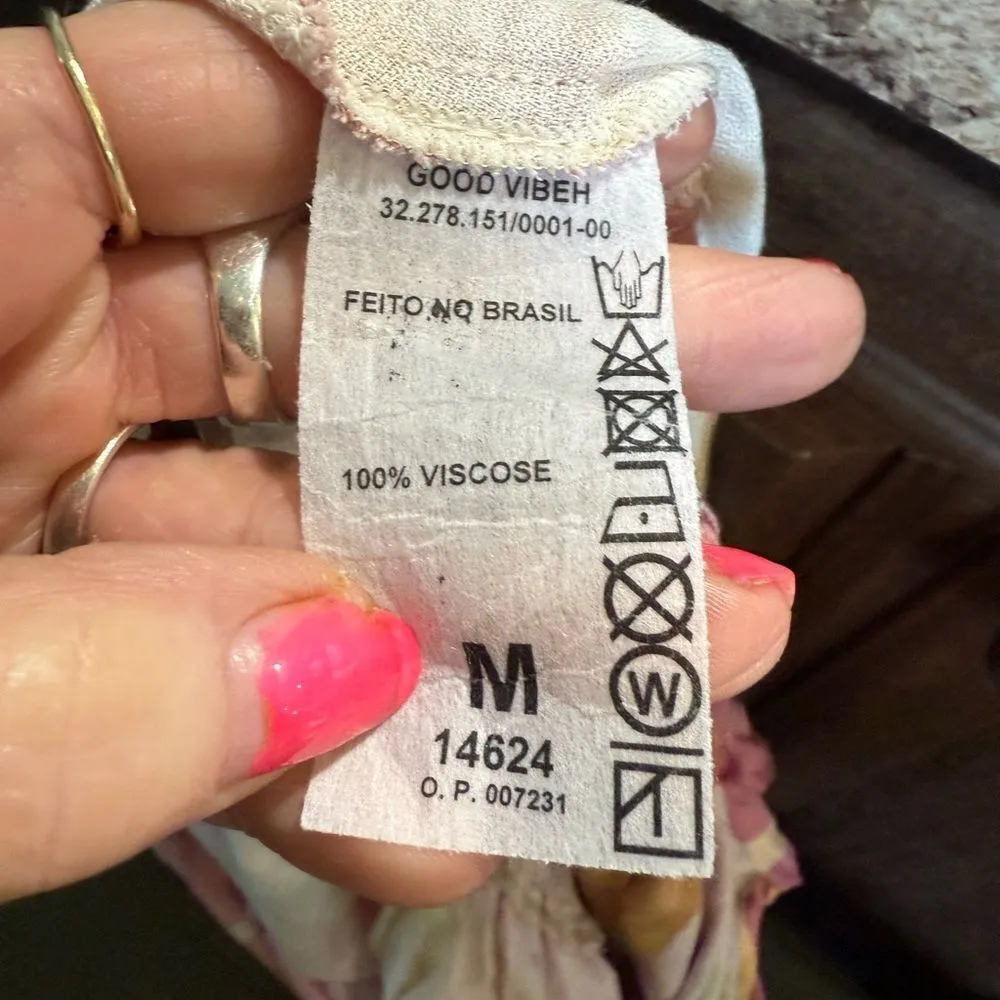 GOOD VIBEH
32.278.151/0001-00
FEITO NO BRASIL
100% VISCOSE
M
14624
O. P. 007231
W